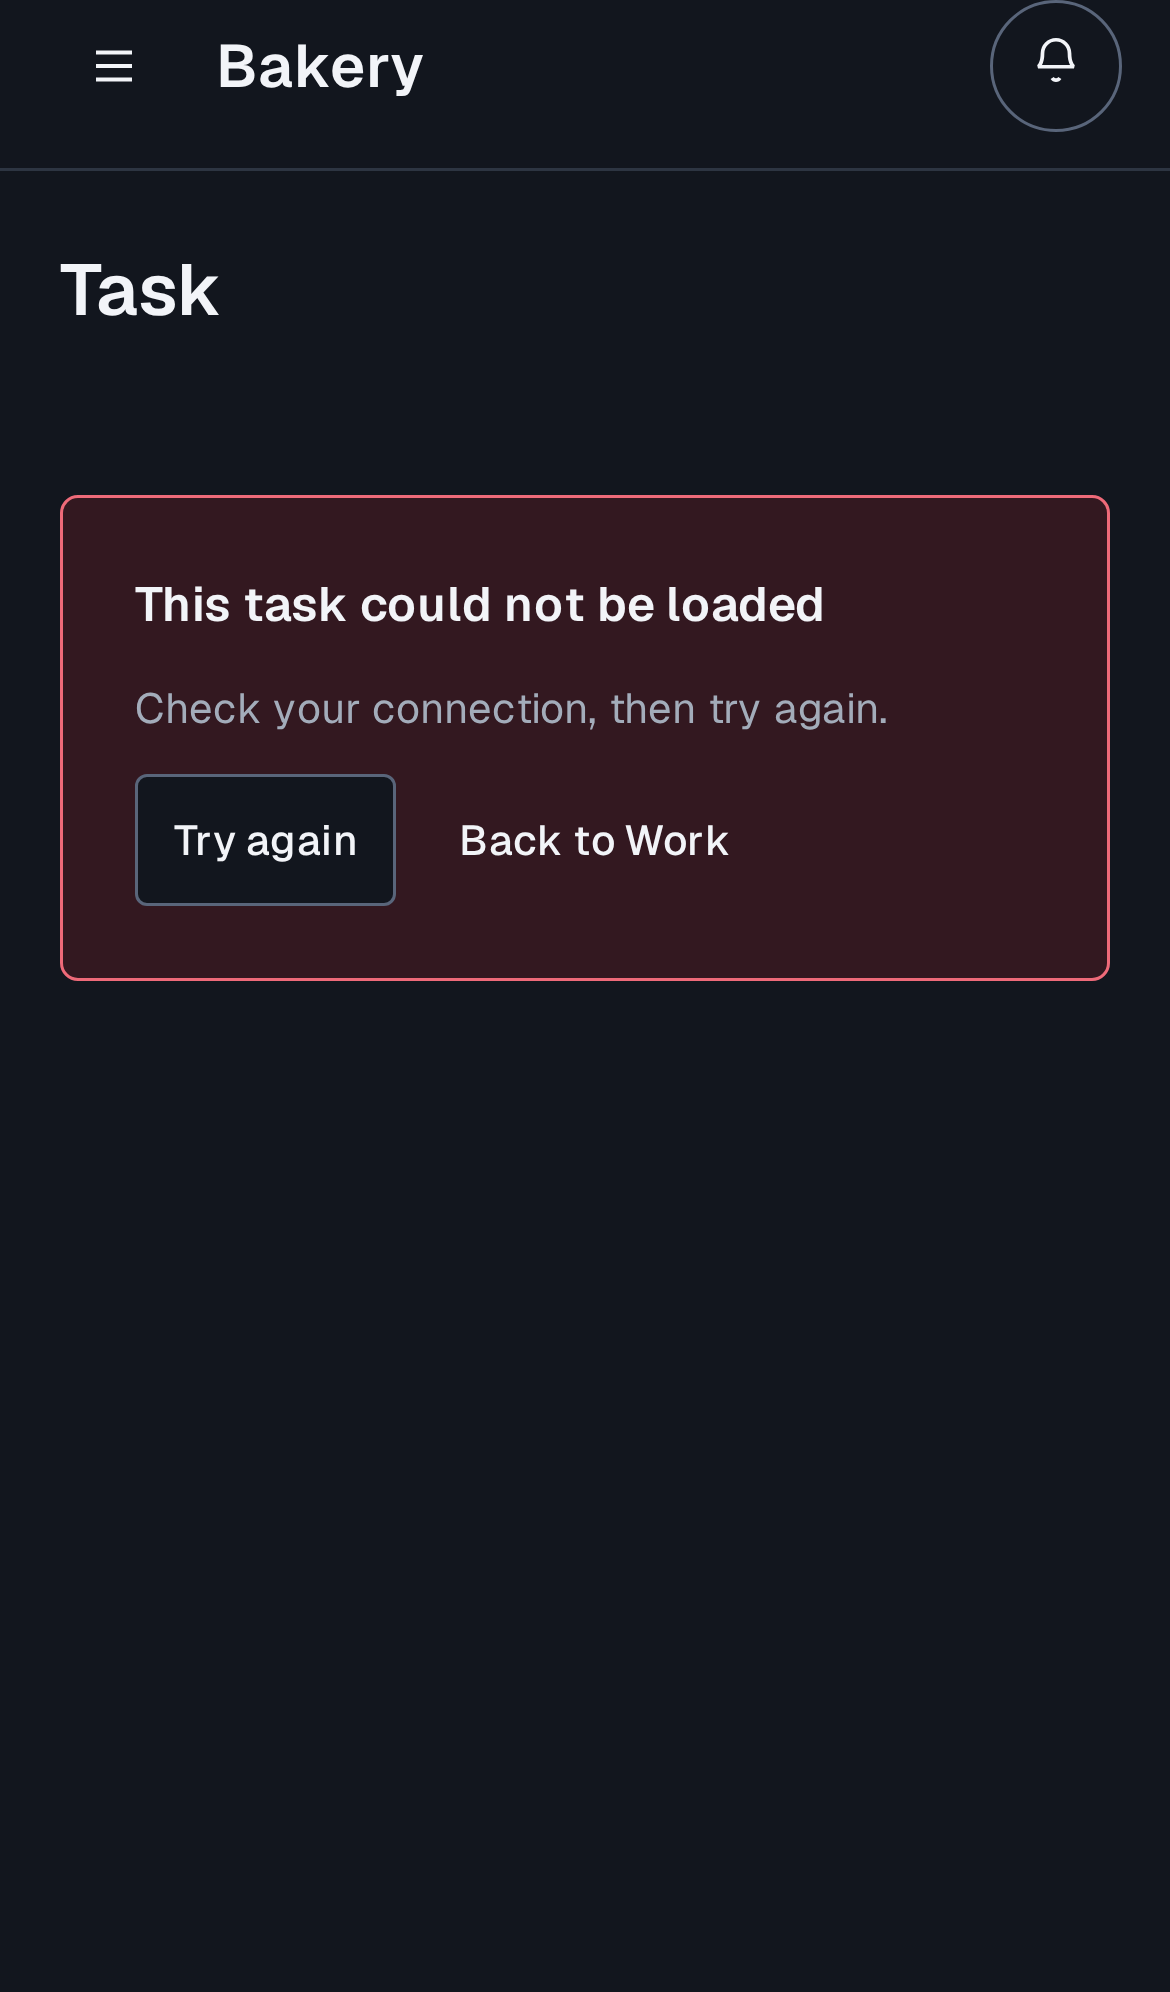 Bakery
Task
This task could not be loaded
Check your connection, then try again.
Try again
Back to Work